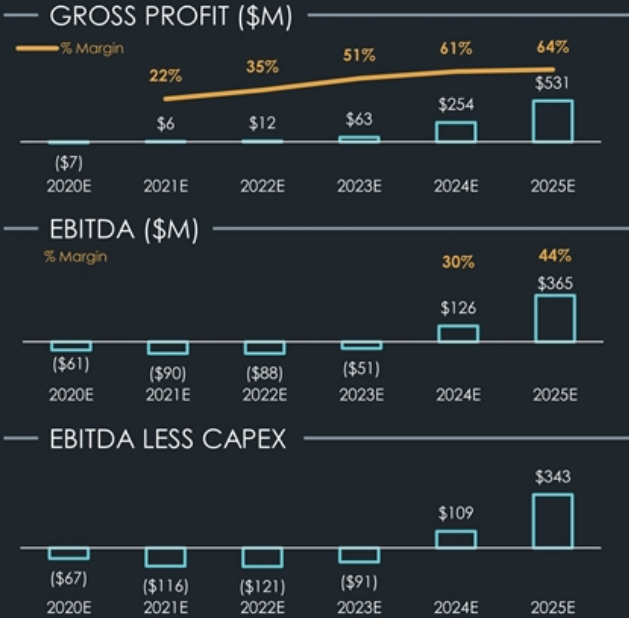 GROSS PROFIT ($M)
% Margin
22% 35% 51% 61% 64%
($7) $6 $12 $63 $254 $531
2020E 2021E 2022E 2023E 2024E 2025E
EBITDA ($M)
% Margin 30% 44%
($61) ($90) ($88) ($51) $126 $365
2020E 2021E 2022E 2023E 2024E 2025E
EBITDA LESS CAPEX
($67) ($116) ($121) ($91) $109 $343
2020E 2021E 2022E 2023E 2024E 2025E